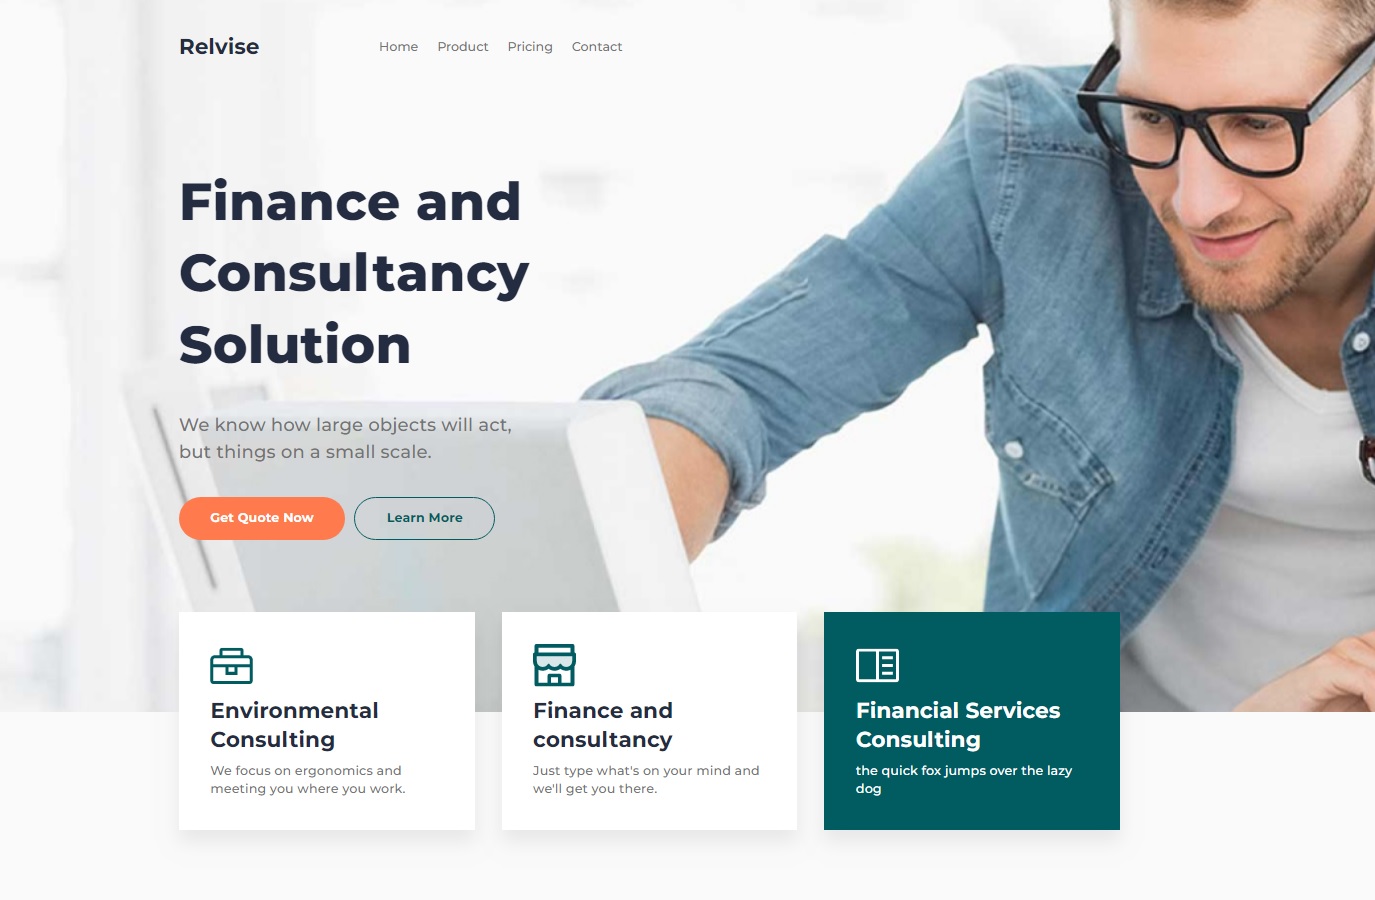 Relvise
Home Product Pricing Contact
Finance and
Consultancy
Solution
We know how large objects will act,
but things on a small scale.
Get Quote Now
Learn More
Environmental
Consulting
We focus on ergonomics and
meeting you where you work.
Finance and
consultancy
Just type what's on your mind and
we'll get you there.
Financial Services
Consulting
the quick fox jumps over the lazy
dog